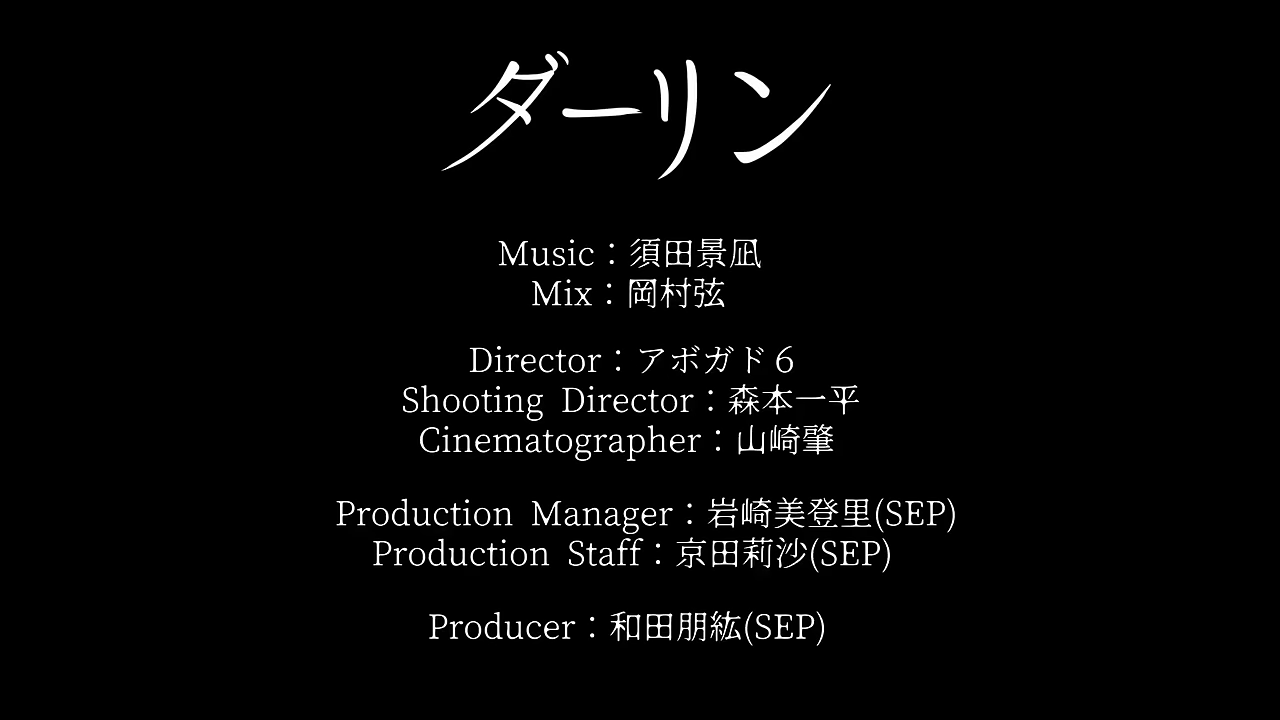 ダーリン
Music：須田景凪
Mix：岡村弦
Director：アボガド６
Shooting Director：森本一平
Cinematographer：山崎肇
Production Manager：岩崎美登里(SEP)
Production Staff：京田莉沙(SEP)
Producer：和田朋紘(SEP)